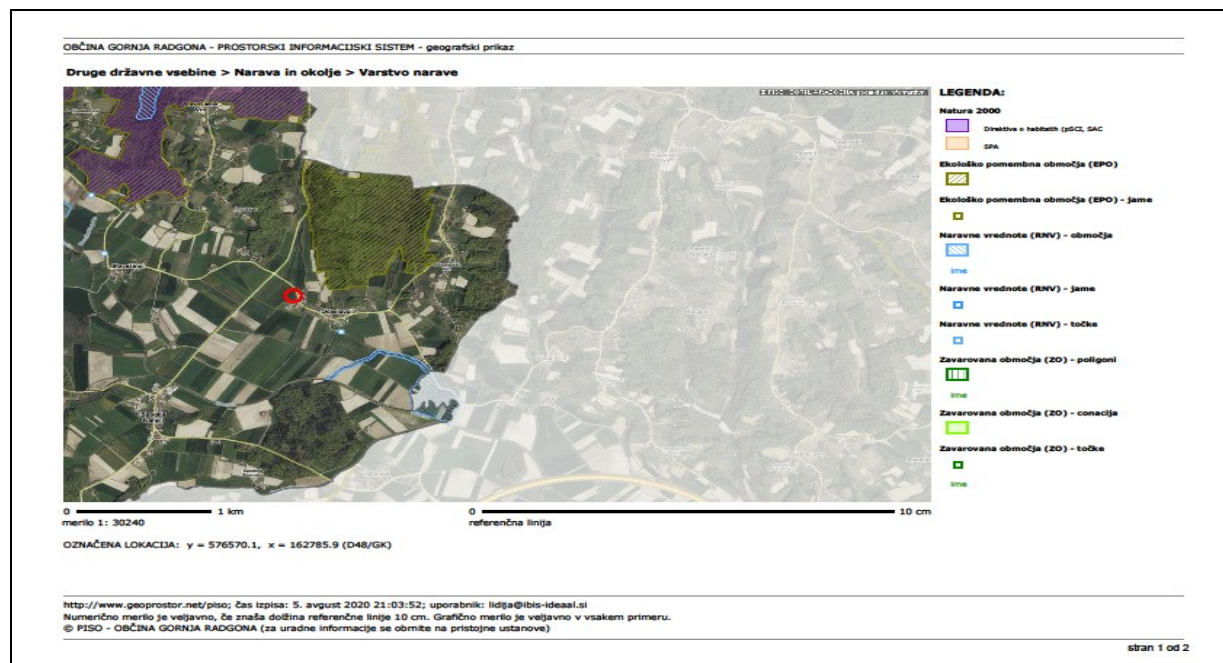 OBČINA GORNJA RADGONA - PROSTORSKI INFORMACIJSKI SISTEM - geografski prikaz
Druge državne vsebine > Narava in okolje > Varstvo narave
LEGENDA:
Natura 2000
Direktiva o habitatih (pSCI, SAC
SPA
Ekološko pomembna območja (EPO)
Ekološko pomembna območja (EPO) - jame
Naravne vrednote (RNV) - območja
ime
Naravne vrednote (RNV) - jame
Naravne vrednote (RNV) - točke
Zavarovana območja (ZO) - poligoni
ime
Zavarovana območja (ZO) - conacija
Zavarovana območja (ZO) - točke
ime
0 1 km
merilo 1: 30240
0 10 cm
referenčna linija
OZNAČENA LOKACIJA: y = 576570.1, x = 162785.9 (D48/GK)
http://www.geoprostor.net/piso; čas izpisa: 5. avgust 2020 21:03:52; uporabnik: lidija@ibis-ideaal.si
Numerično merilo je veljavno, če znaša dolžina referenčne linije 10 cm. Grafično merilo je veljavno v vsakem primeru.
© PISO - OBČINA GORNJA RADGONA (za uradne informacije se obrnite na pristojne ustanove)
stran 1 od 2